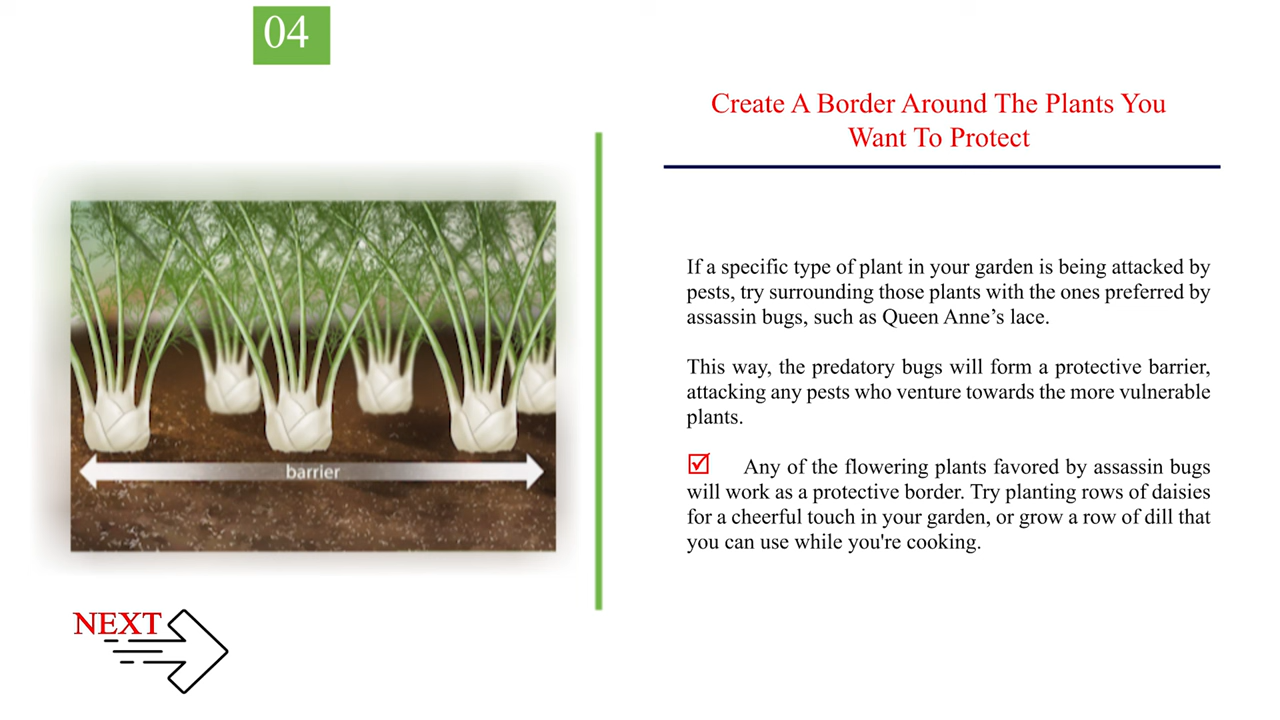 04
Create A Border Around The Plants You
Want To Protect
If a specific type of plant in your garden is being attacked by
pests, try surrounding those plants with the ones preferred by
assassin bugs, such as Queen Anne’s lace.
This way, the predatory bugs will form a protective barrier,
attacking any pests who venture towards the more vulnerable
plants.
Any of the flowering plants favored by assassin bugs
will work as a protective border. Try planting rows of daisies
for a cheerful touch in your garden, or grow a row of dill that
you can use while you're cooking.
barrier
NEXT